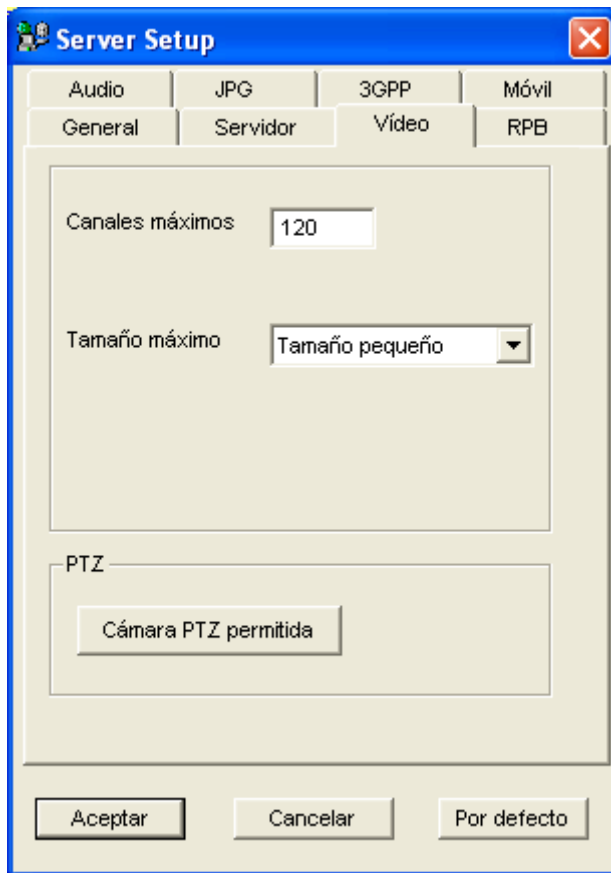 Server Setup
Audio JPG 3GPP Móvil
General Servidor Vídeo RPB
Canales máximos 120
Tamaño máximo Tamaño pequeño
PTZ
Cámara PTZ permitida
Aceptar Cancelar Por defecto